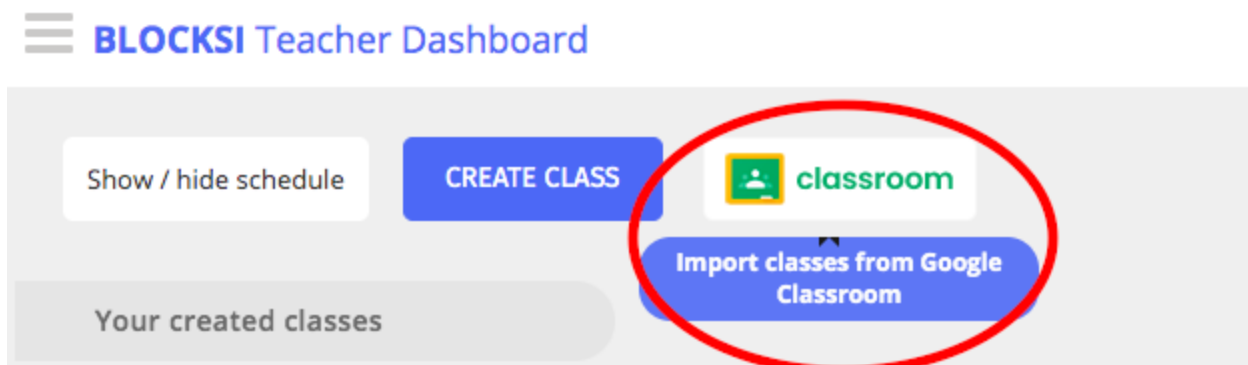 BLOCKSI Teacher Dashboard
Show / hide schedule
CREATE CLASS
classroom
Import classes from Google
Classroom
Your created classes